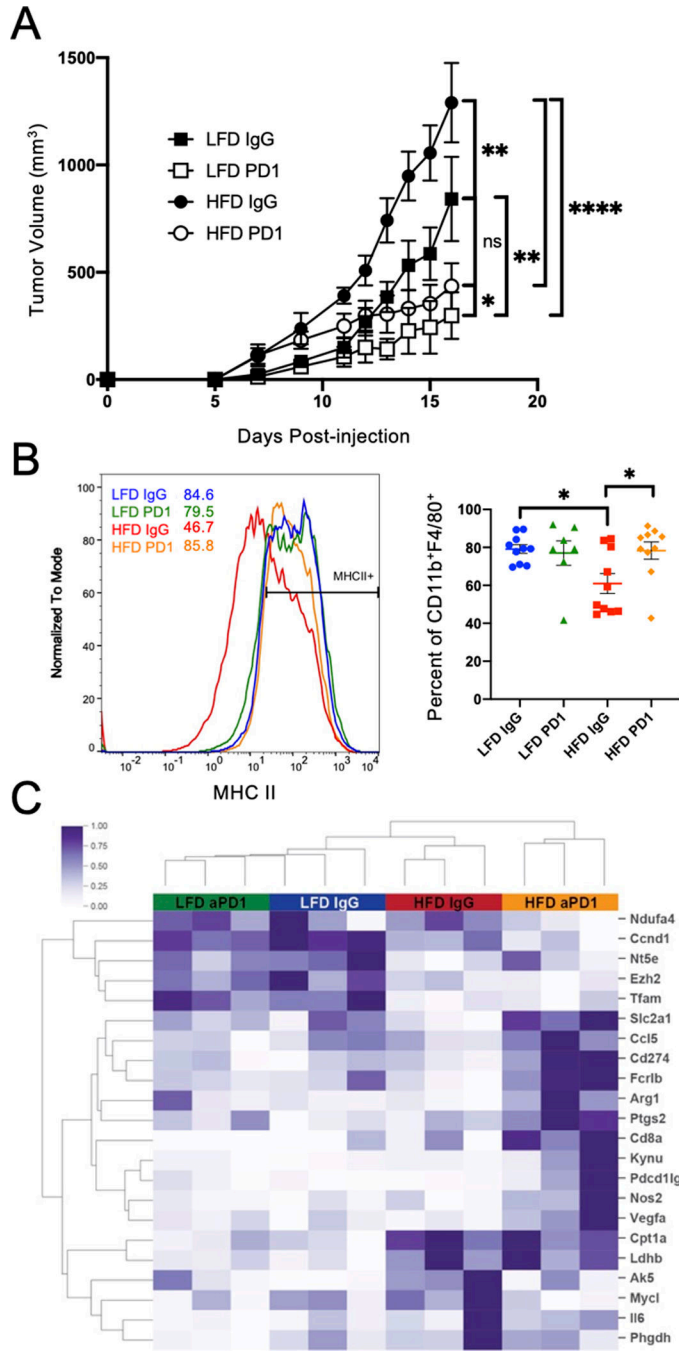 A
1500
1000
500
0
Tumor Volume (mm³)
LFD IgG
LFD PD1
HFD IgG
HFD PD1
**
ns
*
**
****
0 5 10 15 20
Days Post-injection
B
LFD IgG 84.6
LFD PD1 79.5
HFD IgG 46.7
HFD PD1 85.8
MHCII+
100
80
60
40
20
0
Normalized To Mode
10⁻² 10⁻¹ 10⁰ 10¹ 10² 10³ 10⁴
MHC II
*
*
100
80
60
40
20
0
Percent of CD11b⁺F4/80⁺
LFD IgG
LFD PD1
HFD IgG
HFD PD1
C
1.00
0.75
0.50
0.25
0.00
LFD aPD1 LFD IgG HFD IgG HFD aPD1
Ndufa4
Ccnd1
Nt5e
Ezh2
Tfam
Slc2a1
Ccl5
Cd274
Fcrlb
Arg1
Ptgs2
Cd8a
Kynu
Pdcd1lg
Nos2
Vegfa
Cpt1a
Ldhb
Ak5
Mycl
Il6
Phgdh